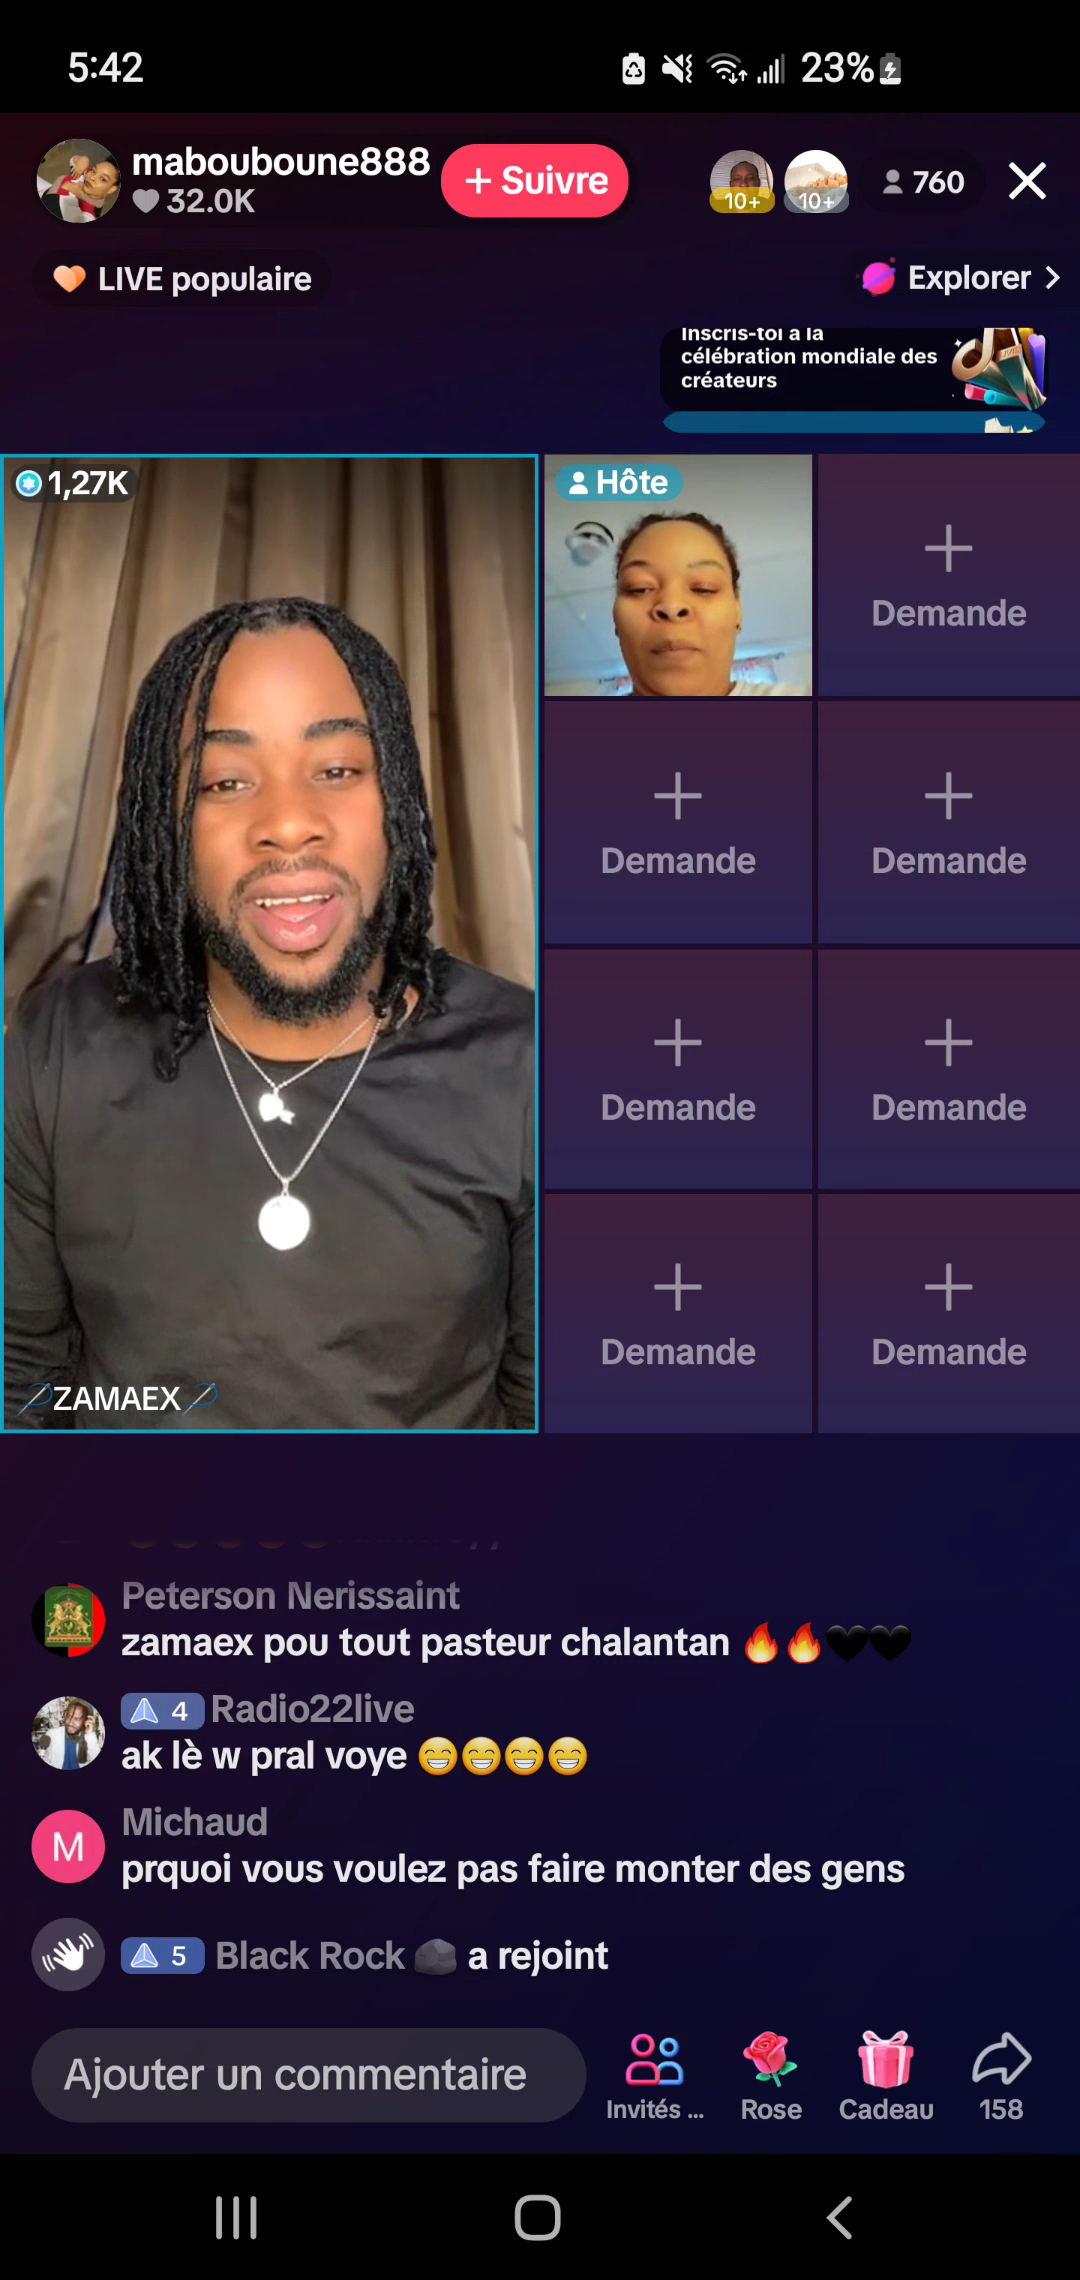 5:42
23%
mabouboune888
32.0K
+ Suivre
10+
10+
760
LIVE populaire
Explorer
Inscris-toi à la
célébration mondiale des
créateurs
1,27K
Hôte
Demande
Demande
Demande
Demande
Demande
Demande
Demande
ZAMAEX
Peterson Nerissaint
zamaex pou tout pasteur chalantan 🔥🔥🖤🖤
4 Radio22live
ak lè w pral voye 😁😁😁😁
M
Michaud
prquoi vous voulez pas faire monter des gens
5 Black Rock 🪨 a rejoint
Ajouter un commentaire
Invités ...
Rose
Cadeau
158